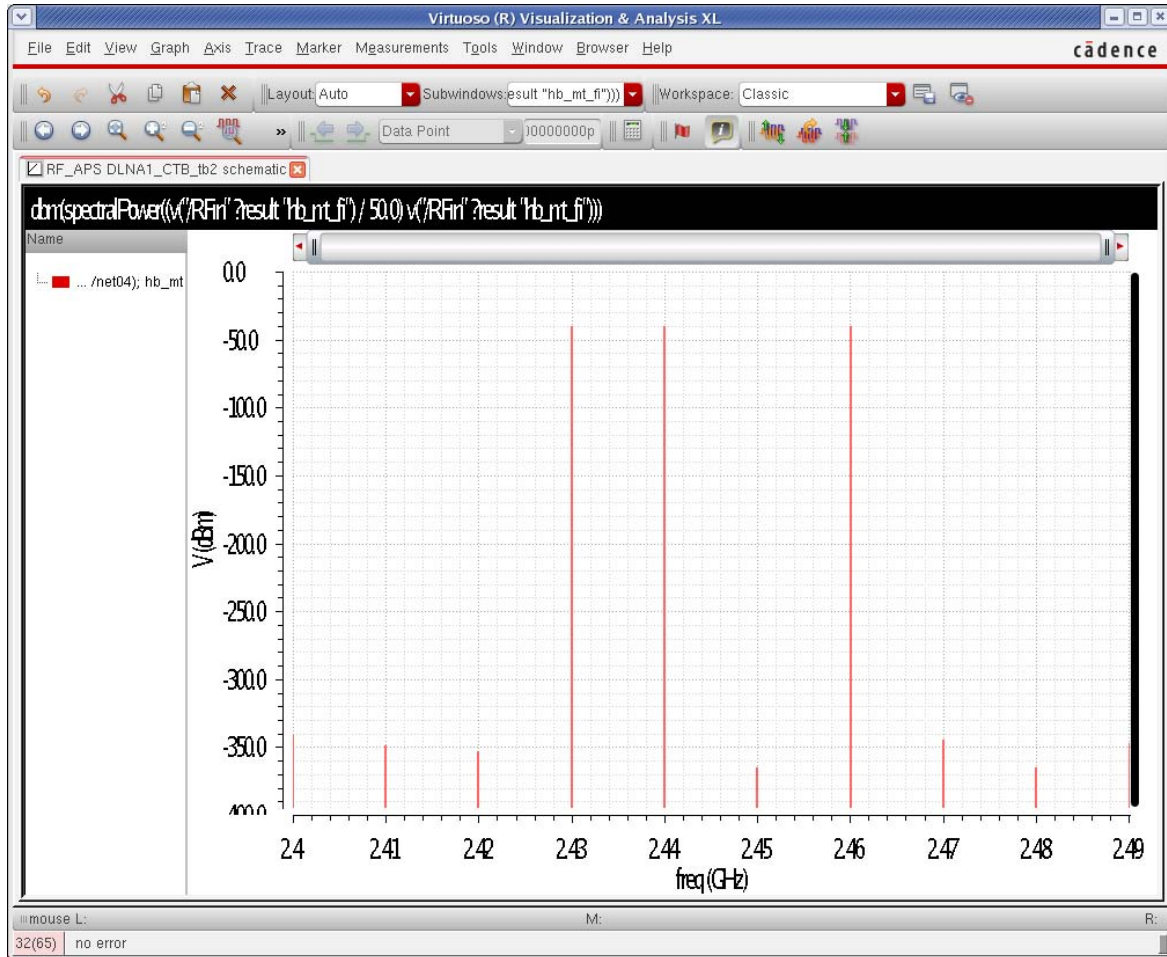 Virtuoso (R) Visualization & Analysis XL
File Edit View Graph Axis Trace Marker Measurements Tools Window Browser Help cādence
Layout: Auto Subwindows: esult "hb_mt_fi"))) Workspace: Classic
» Data Point )0000000p
RF_APS DLNA1_CTB_tb2 schematic
dbm(spectralPower((v("/RFin" ?result "hb_mt_fi") / 50.0) v("/RFin" ?result "hb_mt_fi")))
Name
... /net04); hb_mt
0.0
-50.0
-100.0
-150.0
-200.0
-250.0
-300.0
-350.0
-400.0
V (dBm)
2.4 2.41 2.42 2.43 2.44 2.45 2.46 2.47 2.48 2.49
freq (GHz)
mouse L: M: R:
32(65) no error